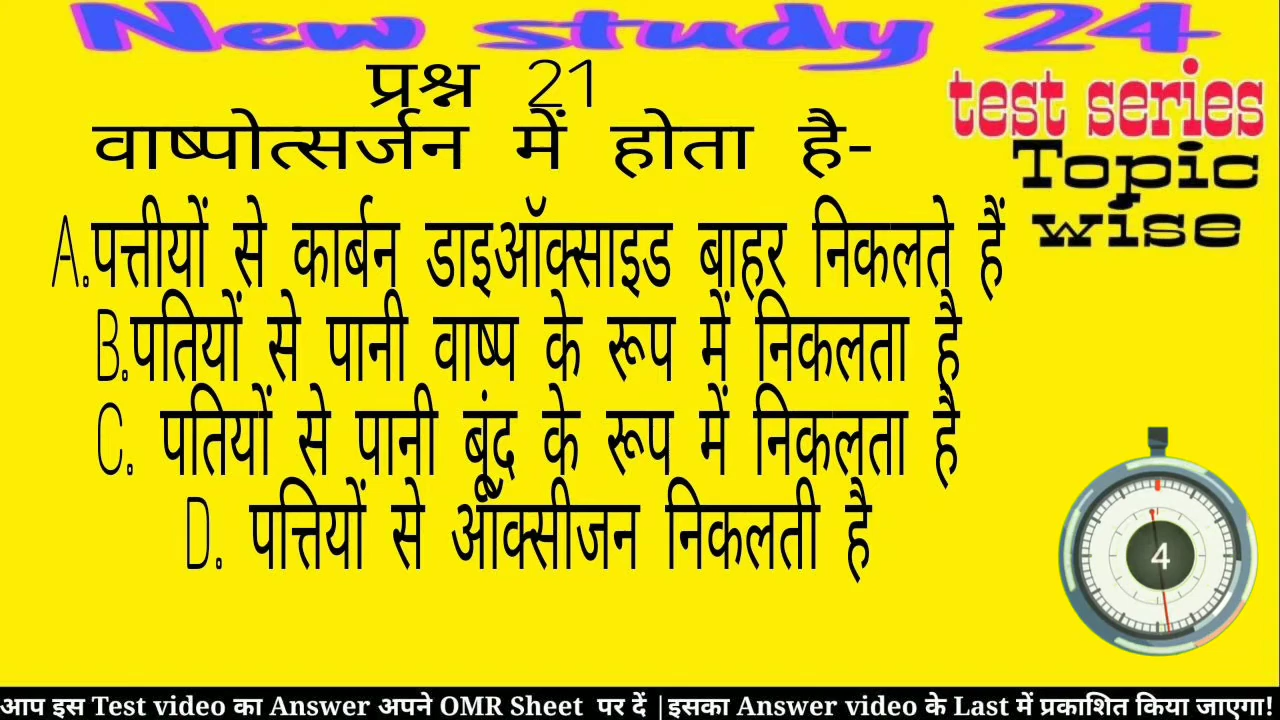 New study 24
test series
Topic
wise
प्रश्न 21
वाष्पोत्सर्जन में होता है-
A.पत्तीयों से कार्बन डाइऑक्साइड बाहर निकलते हैं
B.पतियों से पानी वाष्प के रूप में निकलता है
C. पतियों से पानी बूंद के रूप में निकलता है
D. पत्तियों से ऑक्सीजन निकलती है
4
आप इस Test video का Answer अपने OMR Sheet पर दें |इसका Answer video के Last में प्रकाशित किया जाएगा!